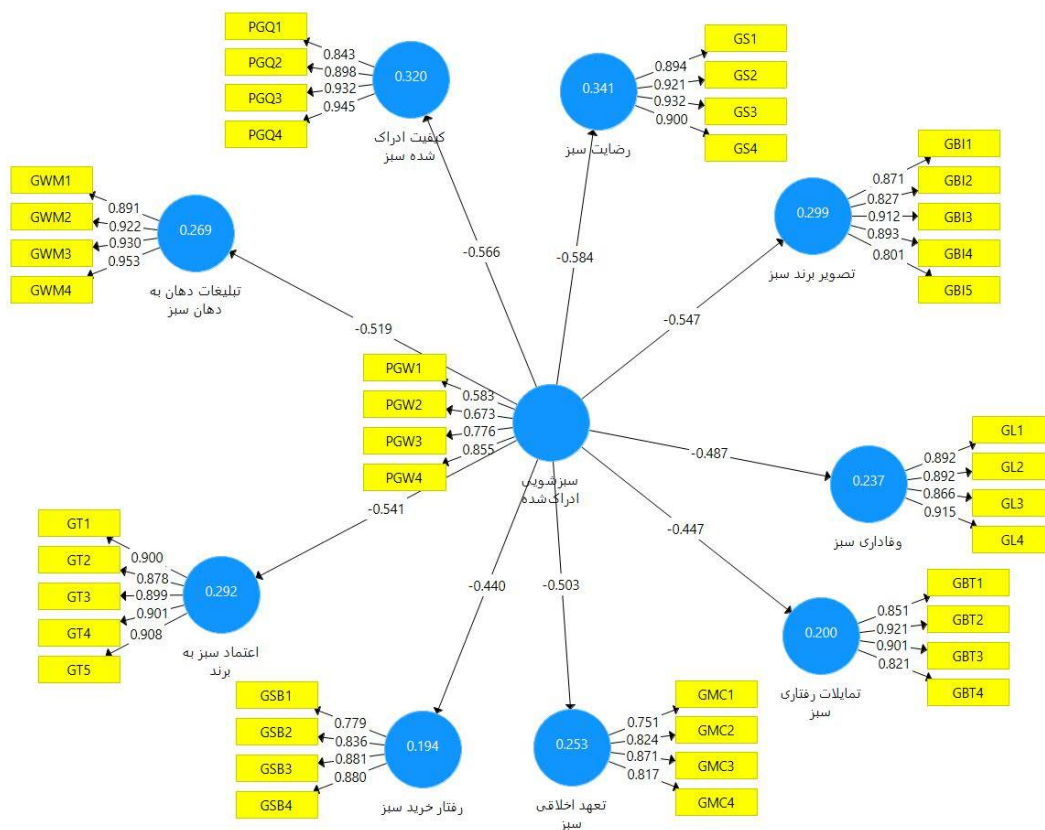 PGQ1
PGQ2
PGQ3
PGQ4
0.843
0.898
0.932
0.945
0.320
کیفیت ادراک
شده سبز
GS1
GS2
GS3
GS4
0.894
0.921
0.932
0.900
0.341
رضایت سبز
GBI1
GBI2
GBI3
GBI4
GBI5
0.871
0.827
0.912
0.893
0.801
0.299
تصویر برند سبز
GWM1
GWM2
GWM3
GWM4
0.891
0.922
0.930
0.953
0.269
تبلیغات دهان به
دهان سبز
-0.566
-0.584
-0.547
-0.519
PGW1
PGW2
PGW3
PGW4
0.583
0.673
0.776
0.855
سبزشویی
ادراک‌شده
-0.487
-0.447
-0.541
-0.440
-0.503
GL1
GL2
GL3
GL4
0.892
0.892
0.866
0.915
0.237
وفاداری سبز
GT1
GT2
GT3
GT4
GT5
0.900
0.878
0.899
0.901
0.908
0.292
اعتماد سبز به
برند
GBT1
GBT2
GBT3
GBT4
0.851
0.921
0.901
0.821
0.200
تمایلات رفتاری
سبز
GSB1
GSB2
GSB3
GSB4
0.779
0.836
0.881
0.880
0.194
رفتار خرید سبز
GMC1
GMC2
GMC3
GMC4
0.751
0.824
0.871
0.817
0.253
تعهد اخلاقی
سبز